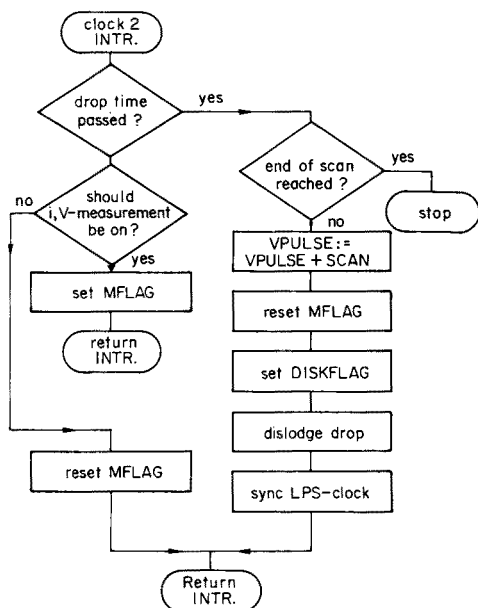 clock 2
INTR.
drop time
passed ?
yes
end of scan
reached ?
yes
stop
no
no
should
i,V-measurement
be on?
yes
set MFLAG
return
INTR.
VPULSE:=
VPULSE + SCAN
reset MFLAG
set DISKFLAG
dislodge drop
sync LPS-clock
reset MFLAG
Return
INTR.